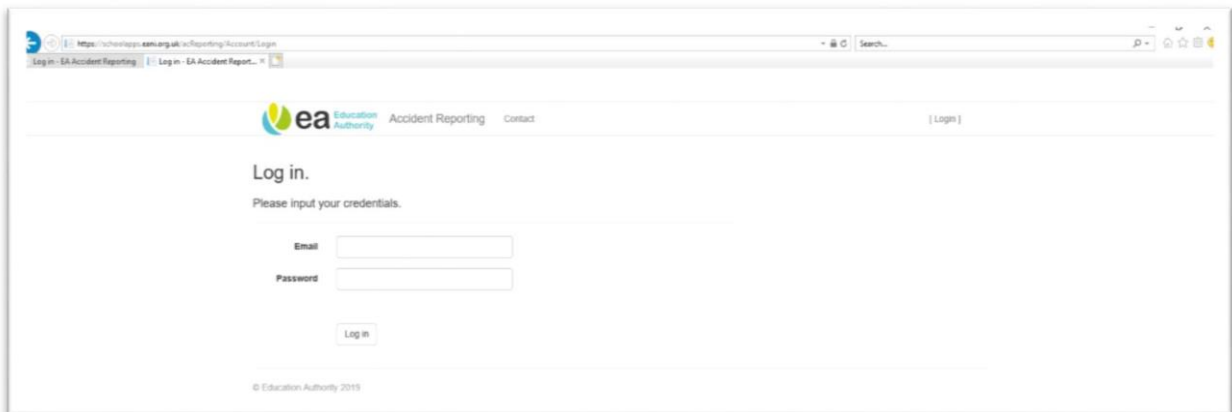 https://schoolapps.eani.org.uk/acReporting/Account/Login
Search...
Log in - EA Accident Reporting
Log in - EA Accident Report...
ea Education Authority
Accident Reporting
Contact
[ Login ]
Log in.
Please input your credentials.
Email
Password
Log in
© Education Authority 2019